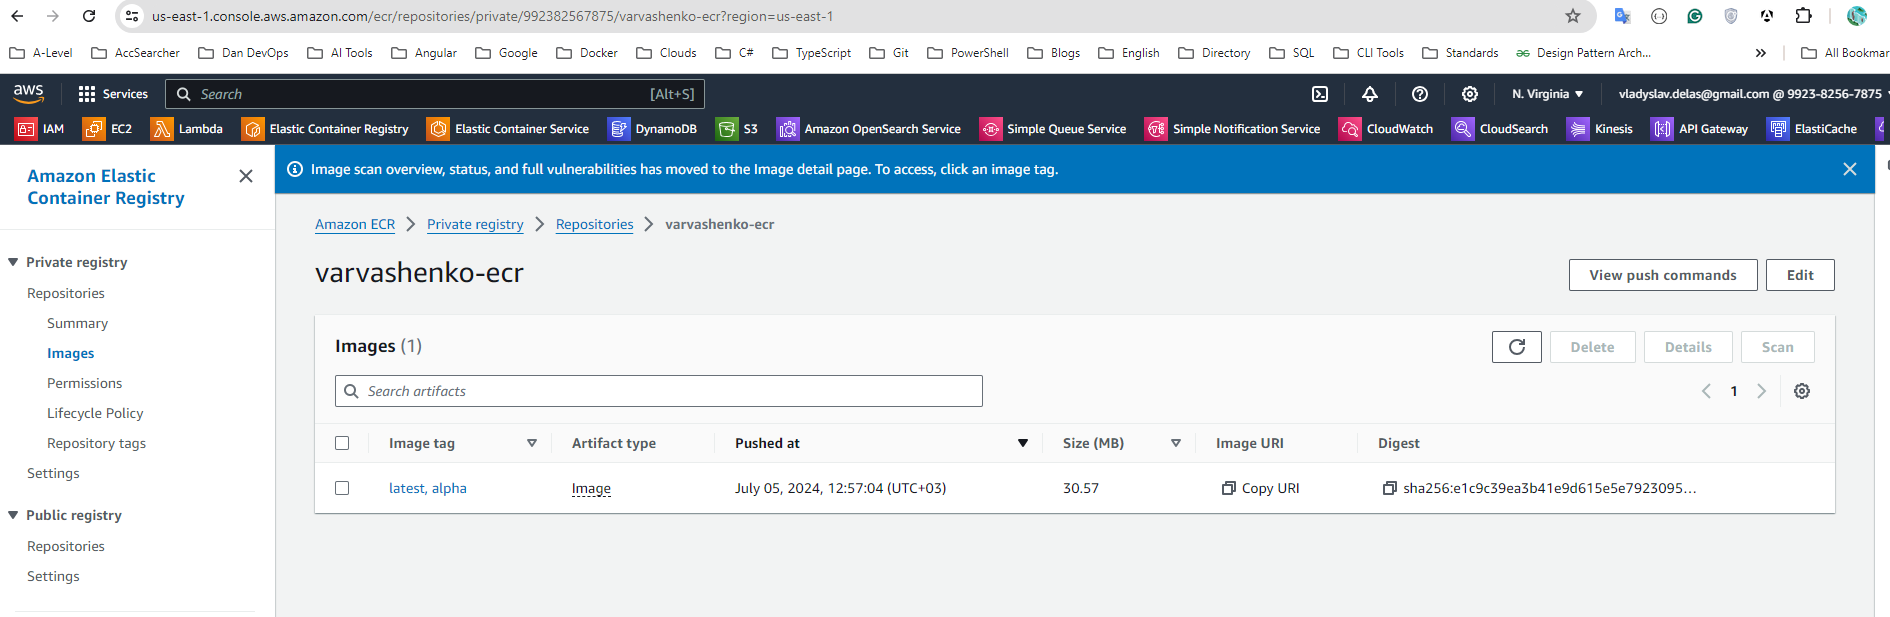 us-east-1.console.aws.amazon.com/ecr/repositories/private/992382567875/varvashenko-ecr?region=us-east-1
A-Level AccSearcher Dan DevOps AI Tools Angular Google Docker Clouds C# TypeScript Git PowerShell Blogs English Directory SQL CLI Tools Standards Design Pattern Arch... » All Bookmar
aws Services Search [Alt+S] N. Virginia vladyslav.delas@gmail.com @ 9923-8256-7875
IAM EC2 Lambda Elastic Container Registry Elastic Container Service DynamoDB S3 Amazon OpenSearch Service Simple Queue Service Simple Notification Service CloudWatch CloudSearch Kinesis API Gateway ElastiCache
Amazon Elastic
Container Registry
Private registry
Repositories
Summary
Images
Permissions
Lifecycle Policy
Repository tags
Settings
Public registry
Repositories
Settings
Image scan overview, status, and full vulnerabilities has moved to the Image detail page. To access, click an image tag.
Amazon ECR > Private registry > Repositories > varvashenko-ecr
varvashenko-ecr
View push commands Edit
Images (1)
Delete Details Scan
Search artifacts
1
Image tag Artifact type Pushed at Size (MB) Image URI Digest
latest, alpha Image July 05, 2024, 12:57:04 (UTC+03) 30.57 Copy URI sha256:e1c9c39ea3b41e9d615e5e7923095...